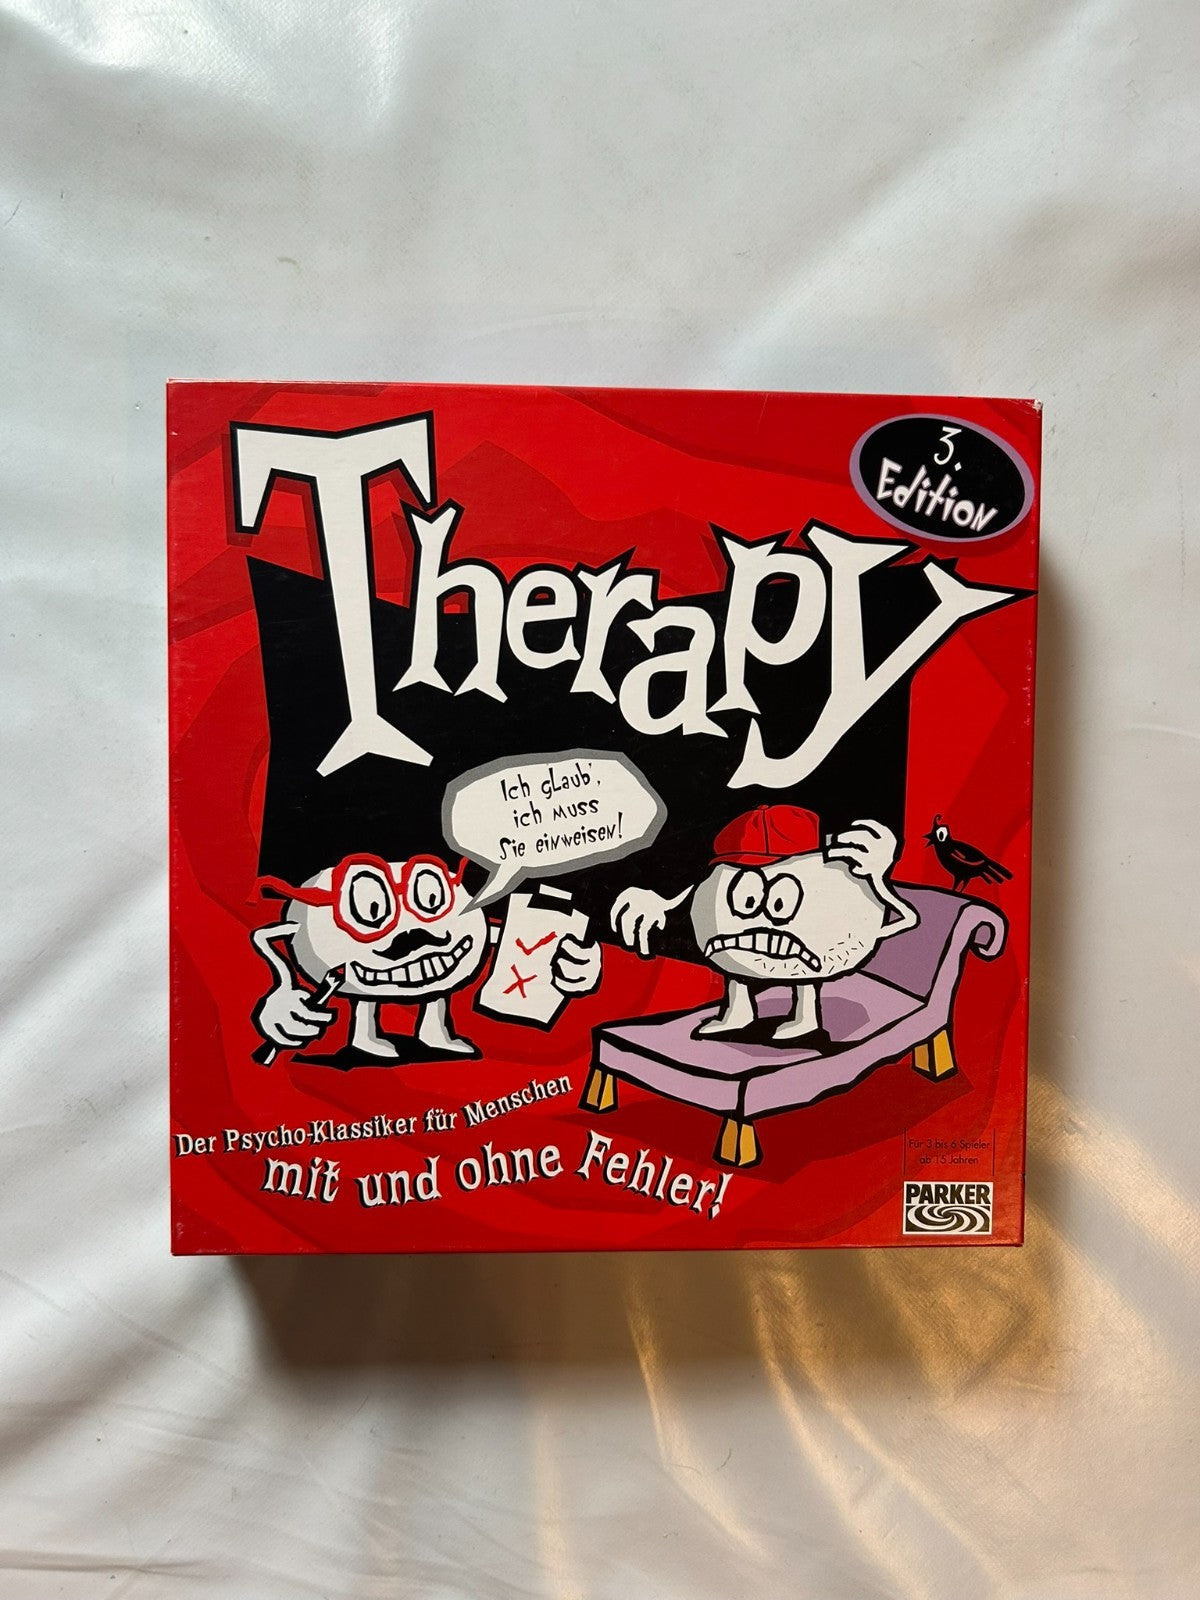 3.
Edition
Therapy
Ich glaub',
ich muss
Sie einweisen!
Der Psycho-Klassiker für Menschen
mit und ohne Fehler!
Für 3 bis 6 Spieler
ab 15 Jahren
PARKER